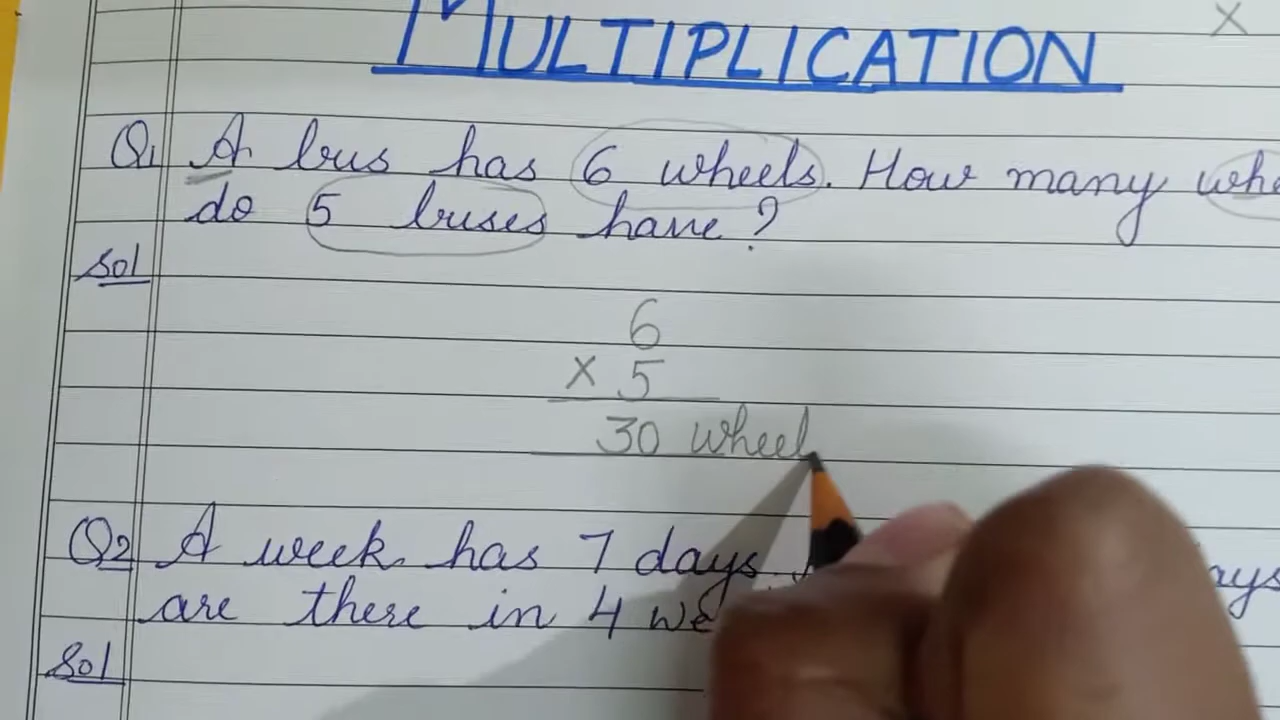 MULTIPLICATION
×
Q1 A bus has 6 wheels. How many
do 5 buses have?
Sol
6
× 5
30 wheel
Q2 A week has 7 days
are there in 4
Sol